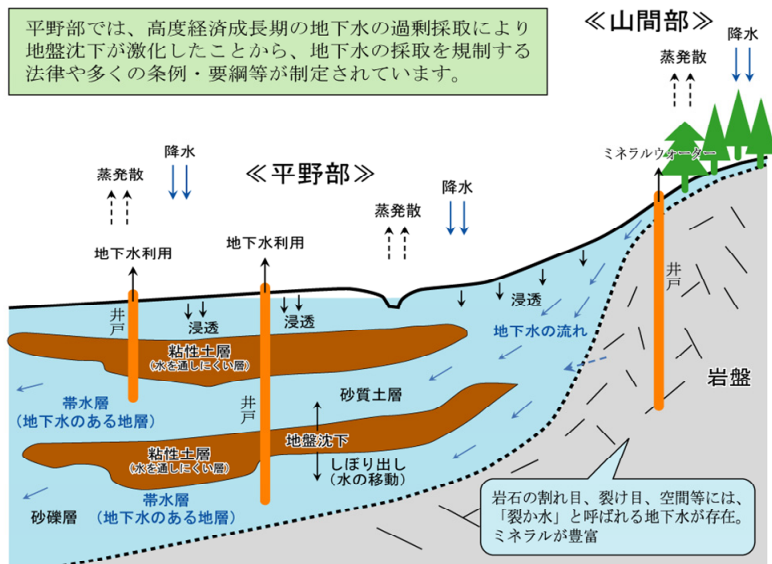 平野部では、高度経済成長期の地下水の過剰採取により
地盤沈下が激化したことから、地下水の採取を規制する
法律や多くの条例・要綱等が制定されています。
≪山間部≫
蒸発散
降水
ミネラルウォーター
≪平野部≫
蒸発散
降水
蒸発散
降水
地下水利用
地下水利用
井戸
井戸
井戸
浸透
浸透
浸透
地下水の流れ
粘性土層
(水を通しにくい層)
帯水層
(地下水のある地層)
砂質土層
岩盤
粘性土層
(水を通しにくい層)
地盤沈下
しぼり出し
(水の移動)
砂礫層
帯水層
(地下水のある地層)
岩石の割れ目、裂け目、空間等には、
「裂か水」と呼ばれる地下水が存在。
ミネラルが豊富